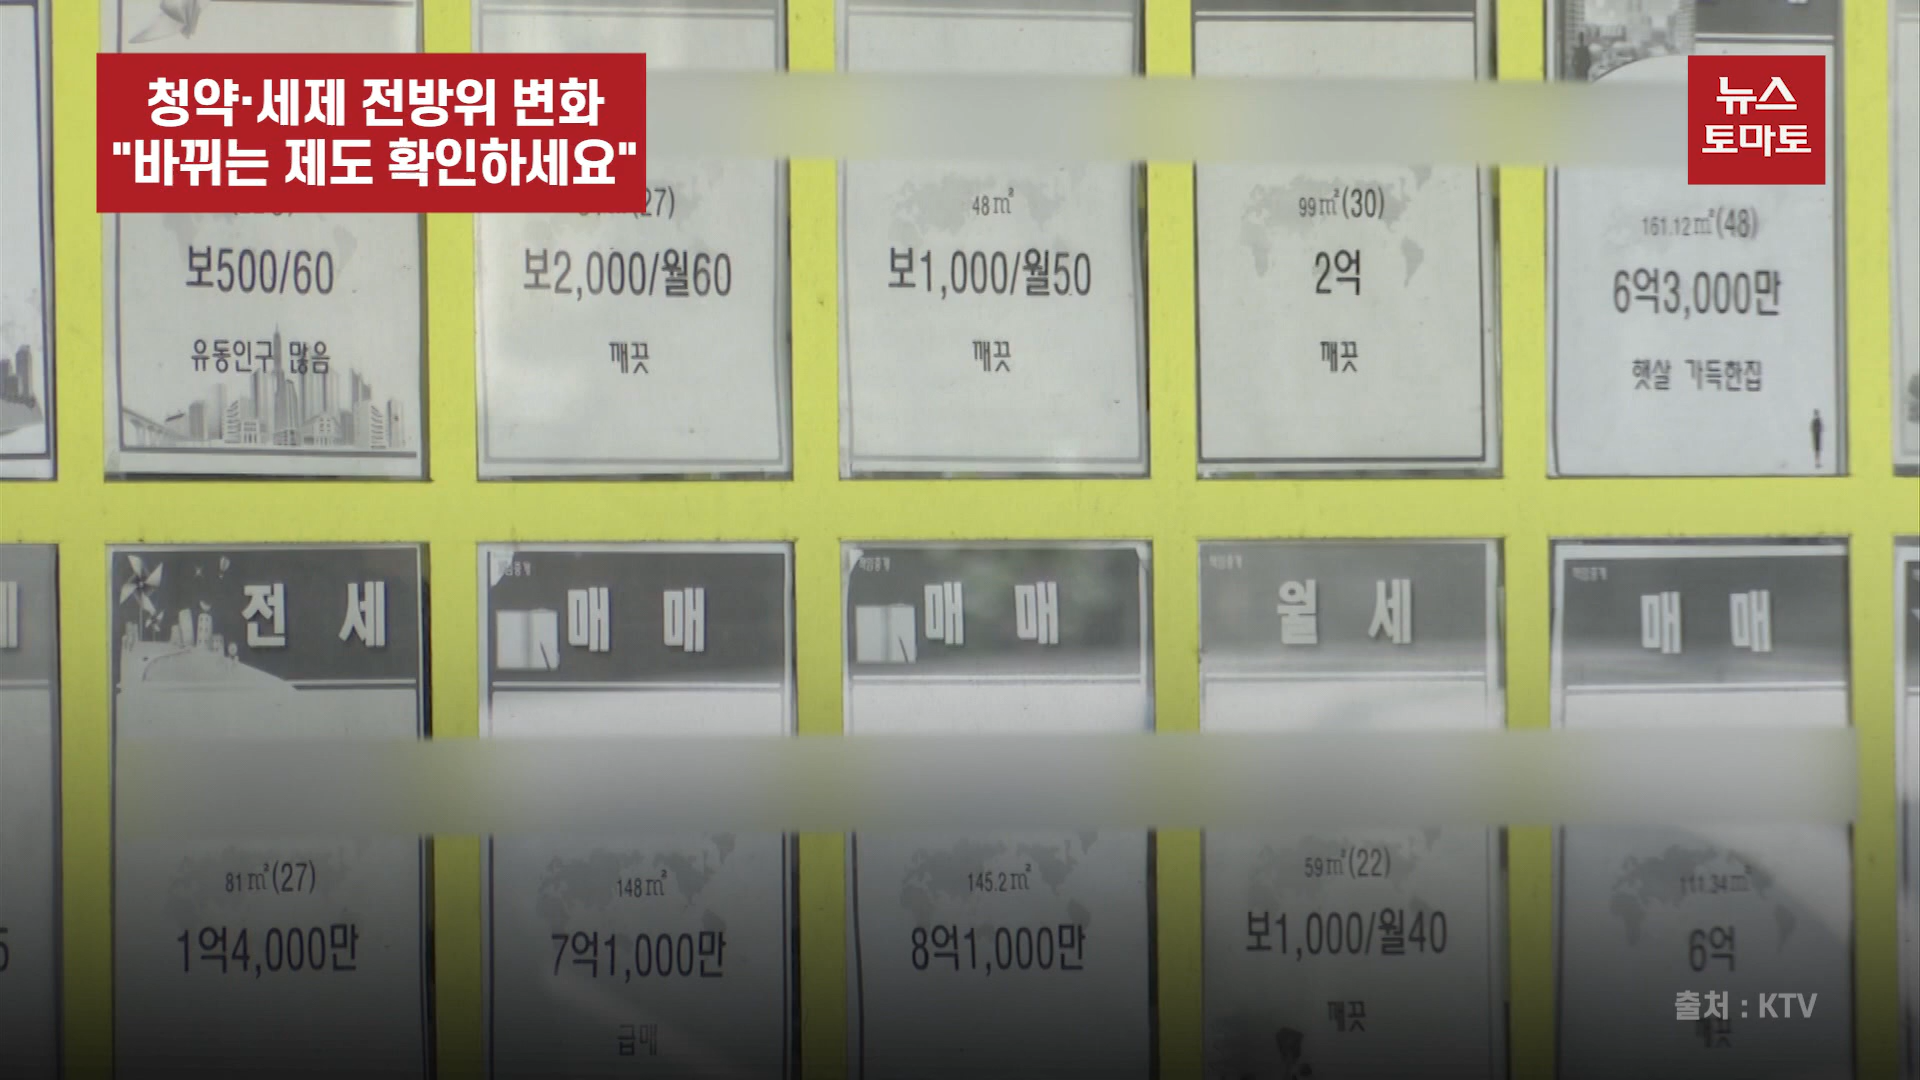 청약·세제 전방위 변화
"바뀌는 제도 확인하세요"
뉴스
토마토
보500/60
유동인구 많음
27)
보2,000/월60
깨끗
48㎡
보1,000/월50
깨끗
99㎡(30)
2억
깨끗
161.12㎡(48)
6억3,000만
햇살 가득한집
전 세
81㎡(27)
1억4,000만
매 매
148㎡
7억1,000만
급매
매 매
145.2㎡
8억1,000만
월 세
59㎡(22)
보1,000/월40
깨끗
매 매
111.34㎡
6억
깨끗
출처 : KTV